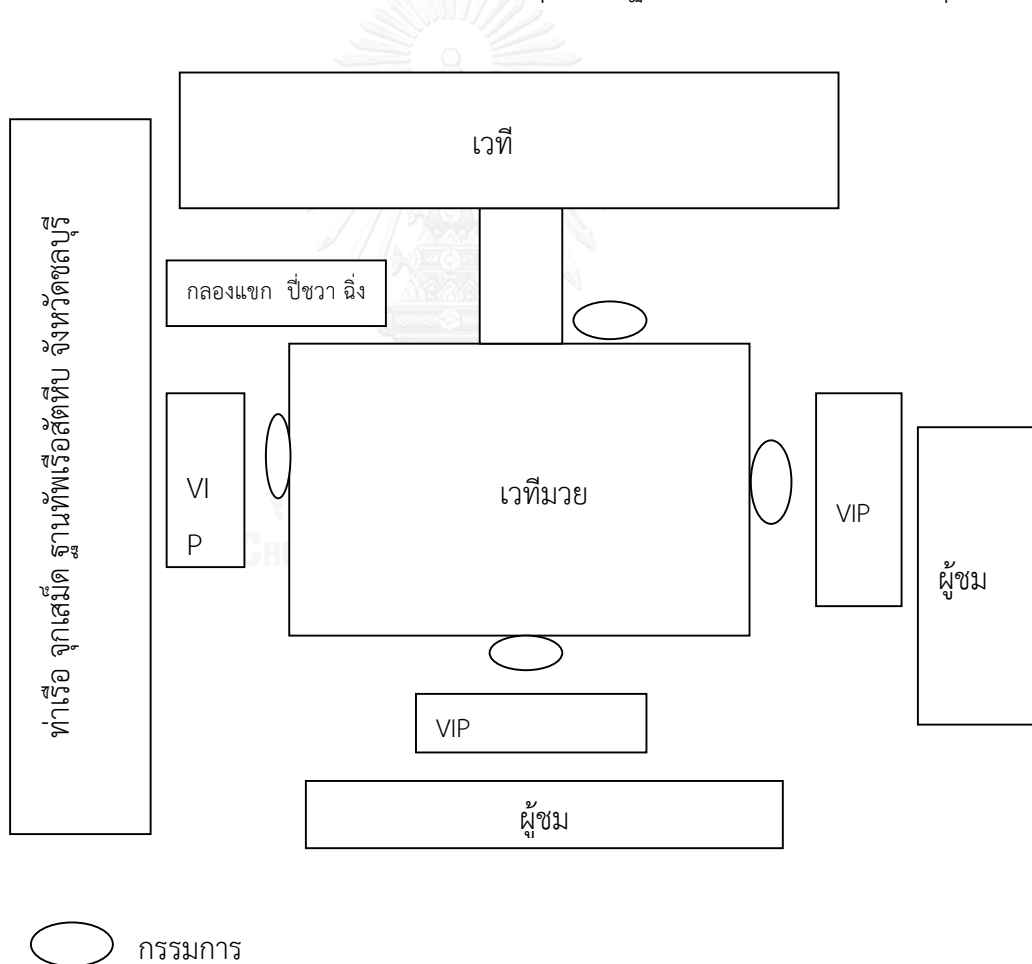 เวที
กลองแขก ปี่ชวา ฉิ่ง
ท่าเรือ จุกเสม็ด ฐานทัพเรือสัตหีบ จังหวัดชลบุรี
VI
P
เวทีมวย
VIP
ผู้ชม
VIP
ผู้ชม
กรรมการ